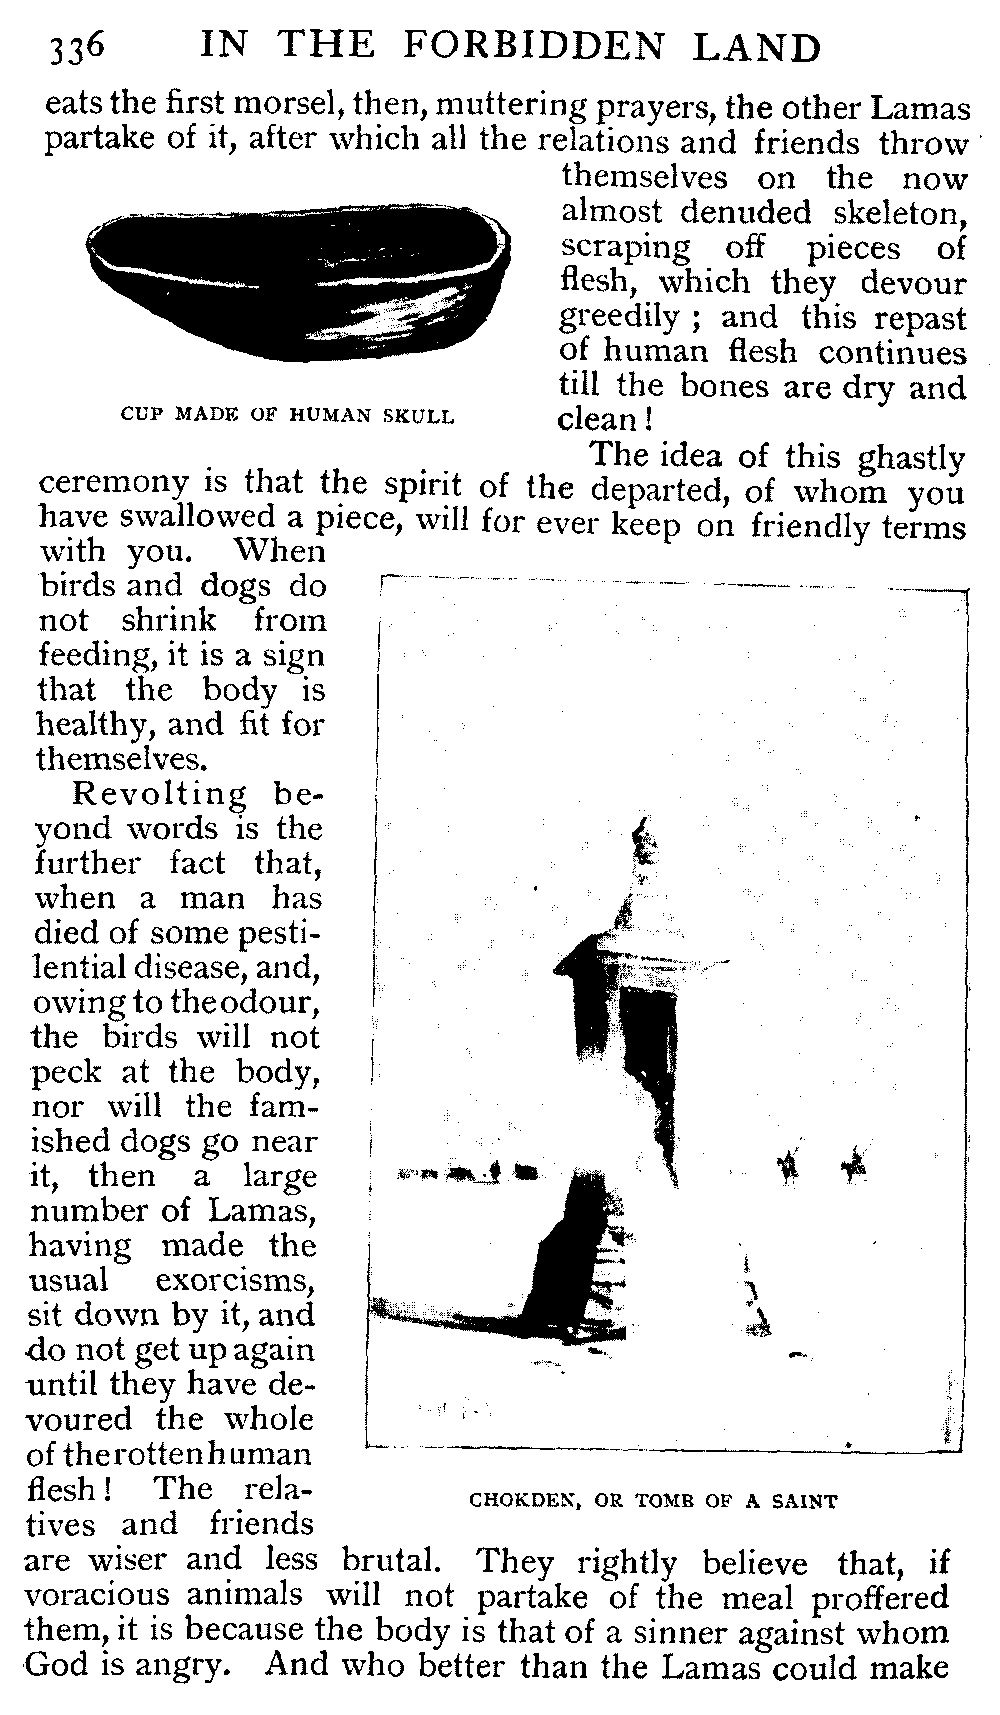 336 IN THE FORBIDDEN LAND
eats the first morsel, then, muttering prayers, the other Lamas
partake of it, after which all the relations and friends throw
themselves on the now
almost denuded skeleton,
scraping off pieces of
flesh, which they devour
greedily ; and this repast
of human flesh continues
till the bones are dry and
clean !
CUP MADE OF HUMAN SKULL
The idea of this ghastly
ceremony is that the spirit of the departed, of whom you
have swallowed a piece, will for ever keep on friendly terms
with you. When
birds and dogs do
not shrink from
feeding, it is a sign
that the body is
healthy, and fit for
themselves.
Revolting be-
yond words is the
further fact that,
when a man has
died of some pesti-
lential disease, and,
owing to the odour,
the birds will not
peck at the body,
nor will the fam-
ished dogs go near
it, then a large
number of Lamas,
having made the
usual exorcisms,
sit down by it, and
do not get up again
until they have de-
voured the whole
of the rotten human
flesh ! The rela-
tives and friends
CHOKDEN, OR TOMB OF A SAINT
are wiser and less brutal. They rightly believe that, if
voracious animals will not partake of the meal proffered
them, it is because the body is that of a sinner against whom
God is angry. And who better than the Lamas could make